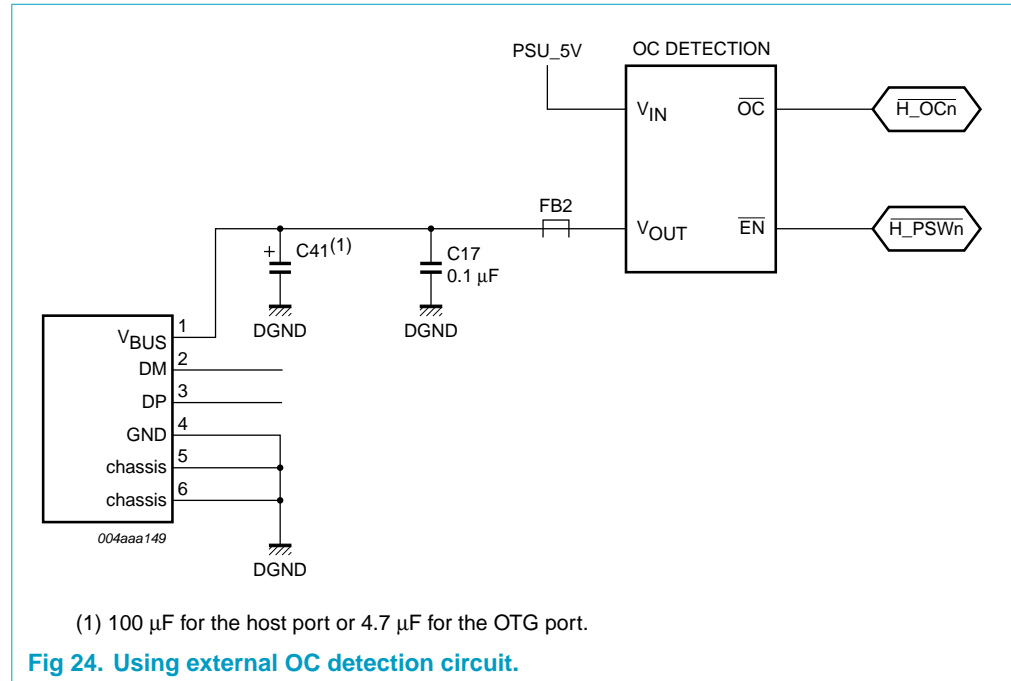 PSU_5V
OC DETECTION
VIN
OC
H_OCn
FB2
VOUT
EN
H_PSWn
+
C41(1)
C17
0.1 μF
DGND
DGND
VBUS
1
DM
2
DP
3
GND
4
chassis
5
chassis
6
004aaa149
DGND
(1) 100 μF for the host port or 4.7 μF for the OTG port.
Fig 24. Using external OC detection circuit.